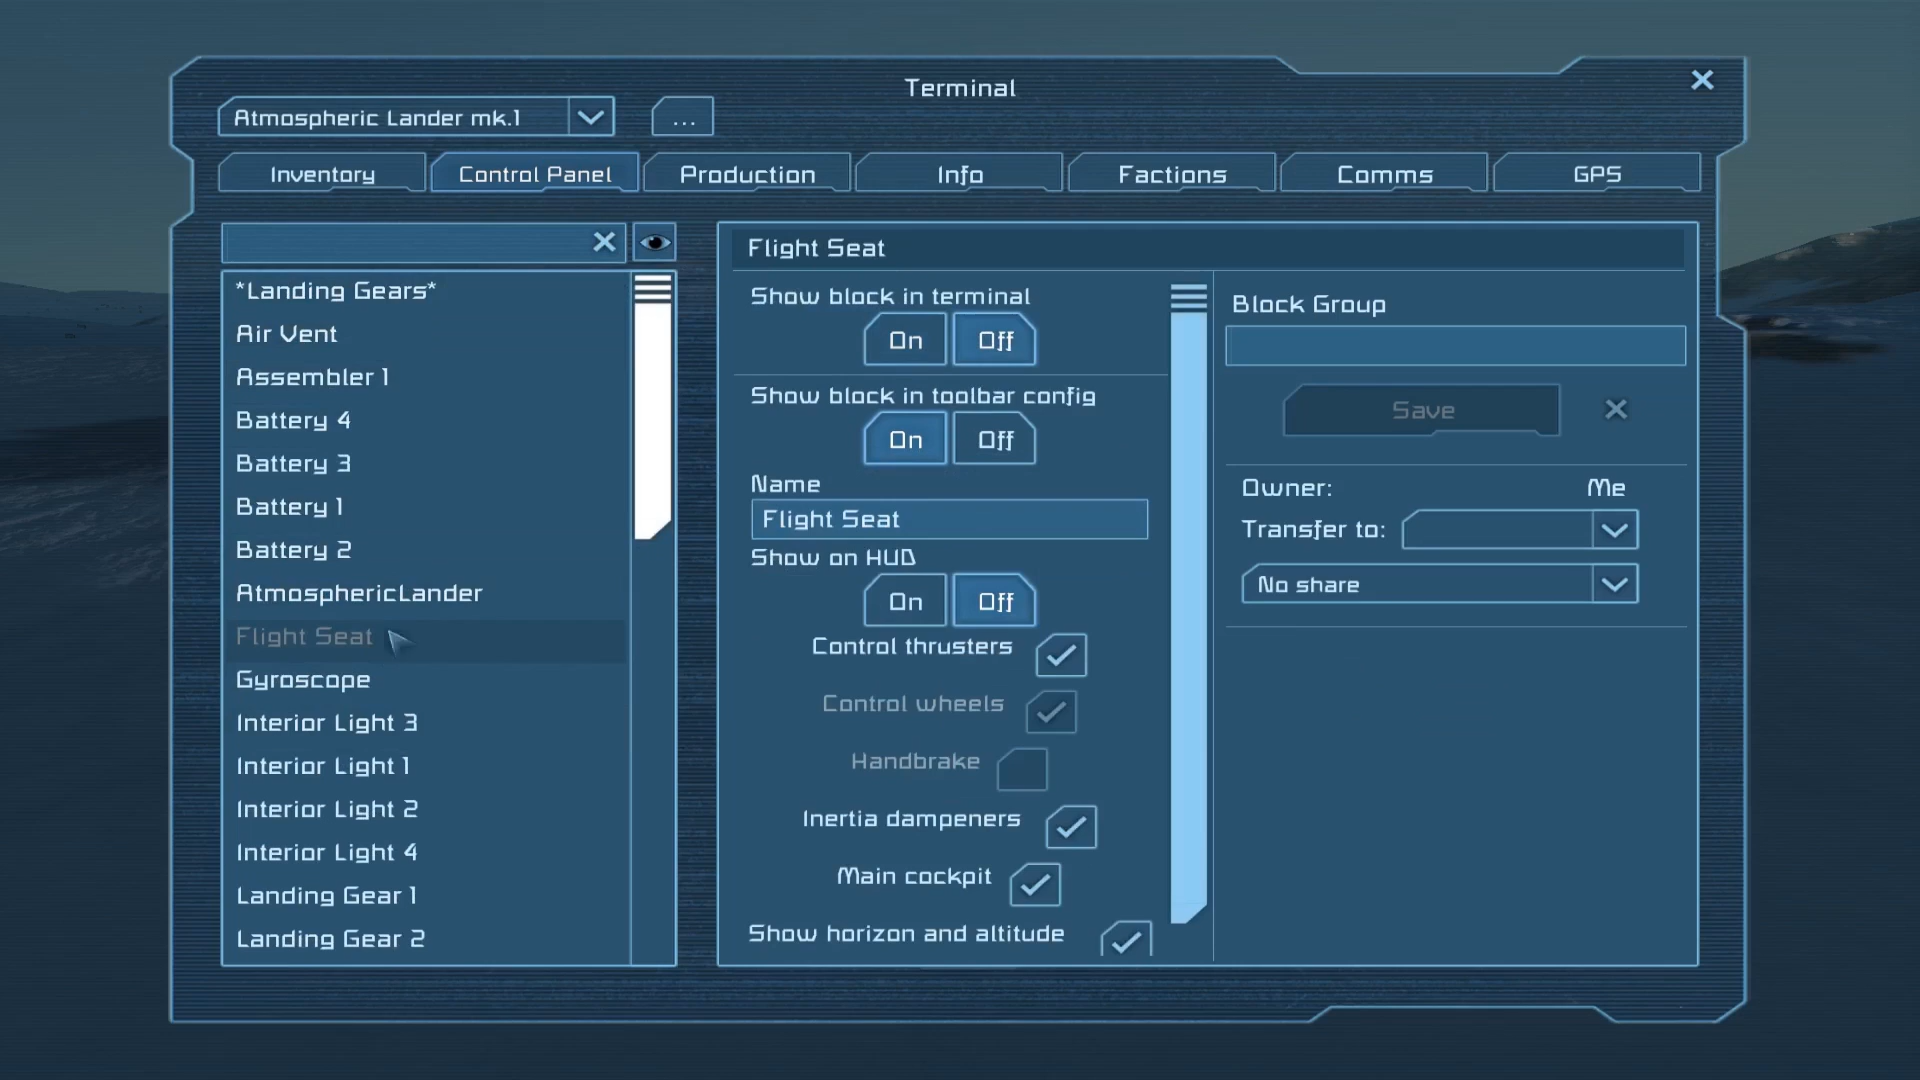 Terminal
Atmospheric Lander mk.1
...
Inventory
Control Panel
Production
Info
Factions
Comms
GPS
*Landing Gears*
Air Vent
Assembler 1
Battery 4
Battery 3
Battery 1
Battery 2
AtmosphericLander
Flight Seat
Gyroscope
Interior Light 3
Interior Light 1
Interior Light 2
Interior Light 4
Landing Gear 1
Landing Gear 2
Flight Seat
Show block in terminal
On Off
Show block in toolbar config
On Off
Name
Flight Seat
Show on HUD
On Off
Control thrusters
Control wheels
Handbrake
Inertia dampeners
Main cockpit
Show horizon and altitude
Block Group
Save
Owner: Me
Transfer to:
No share